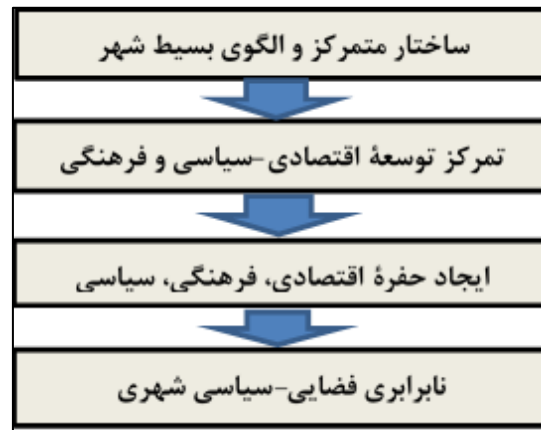 ساختار متمرکز و الگوی بسیط شهر
تمرکز توسعهٔ اقتصادی-سیاسی و فرهنگی
ایجاد حفرهٔ اقتصادی، فرهنگی، سیاسی
نابرابری فضایی-سیاسی شهری